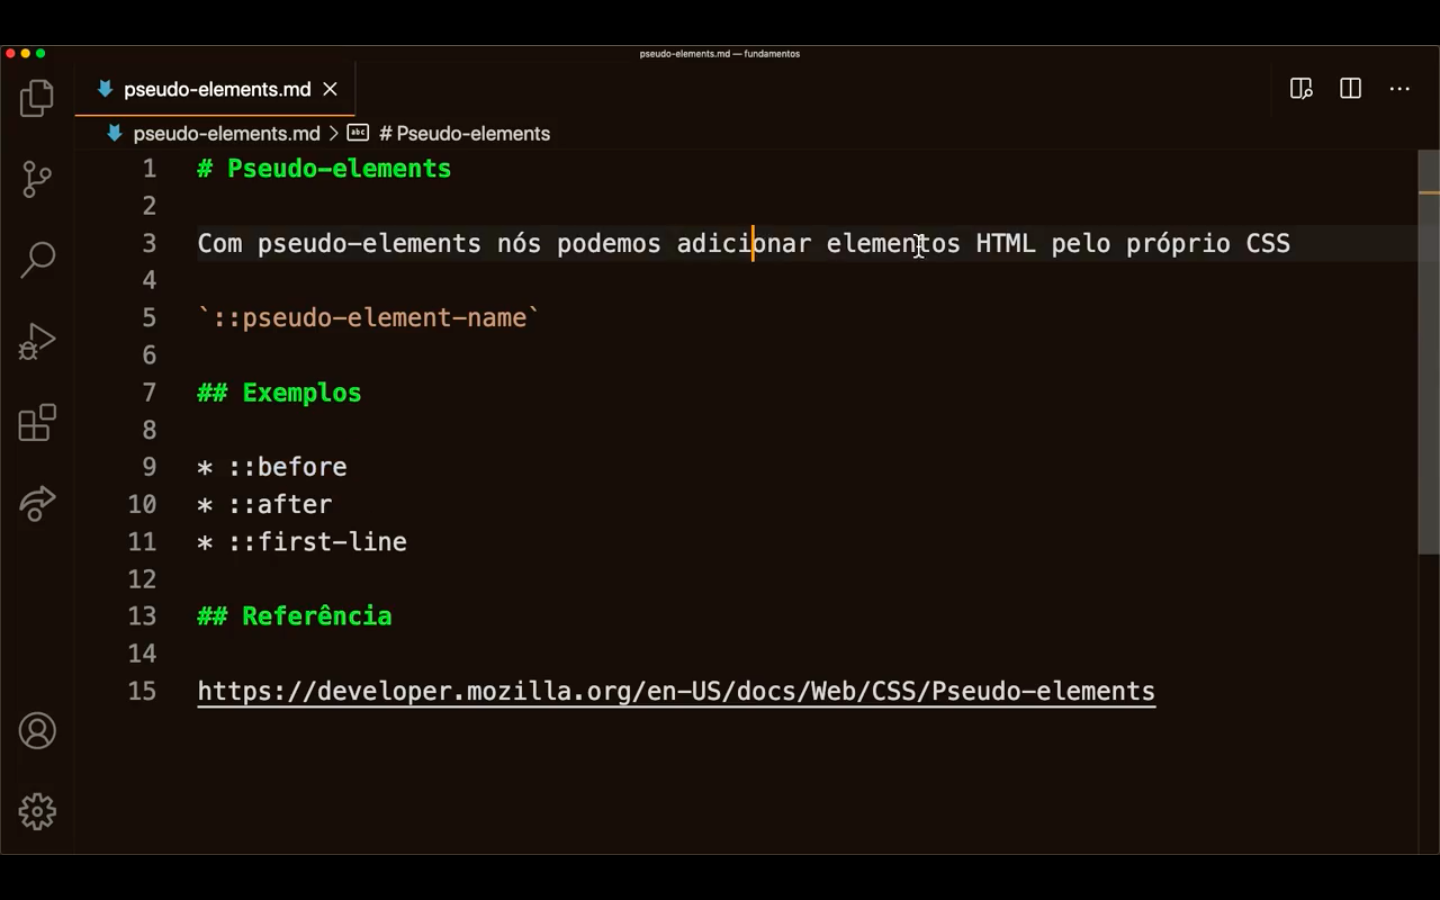 pseudo-elements.md — fundamentos
pseudo-elements.md
pseudo-elements.md > abc # Pseudo-elements
1 # Pseudo-elements
2
3 Com pseudo-elements nós podemos adicionar elementos HTML pelo próprio CSS
4
5 `::pseudo-element-name`
6
7 ## Exemplos
8
9 * ::before
10 * ::after
11 * ::first-line
12
13 ## Referência
14
15 https://developer.mozilla.org/en-US/docs/Web/CSS/Pseudo-elements